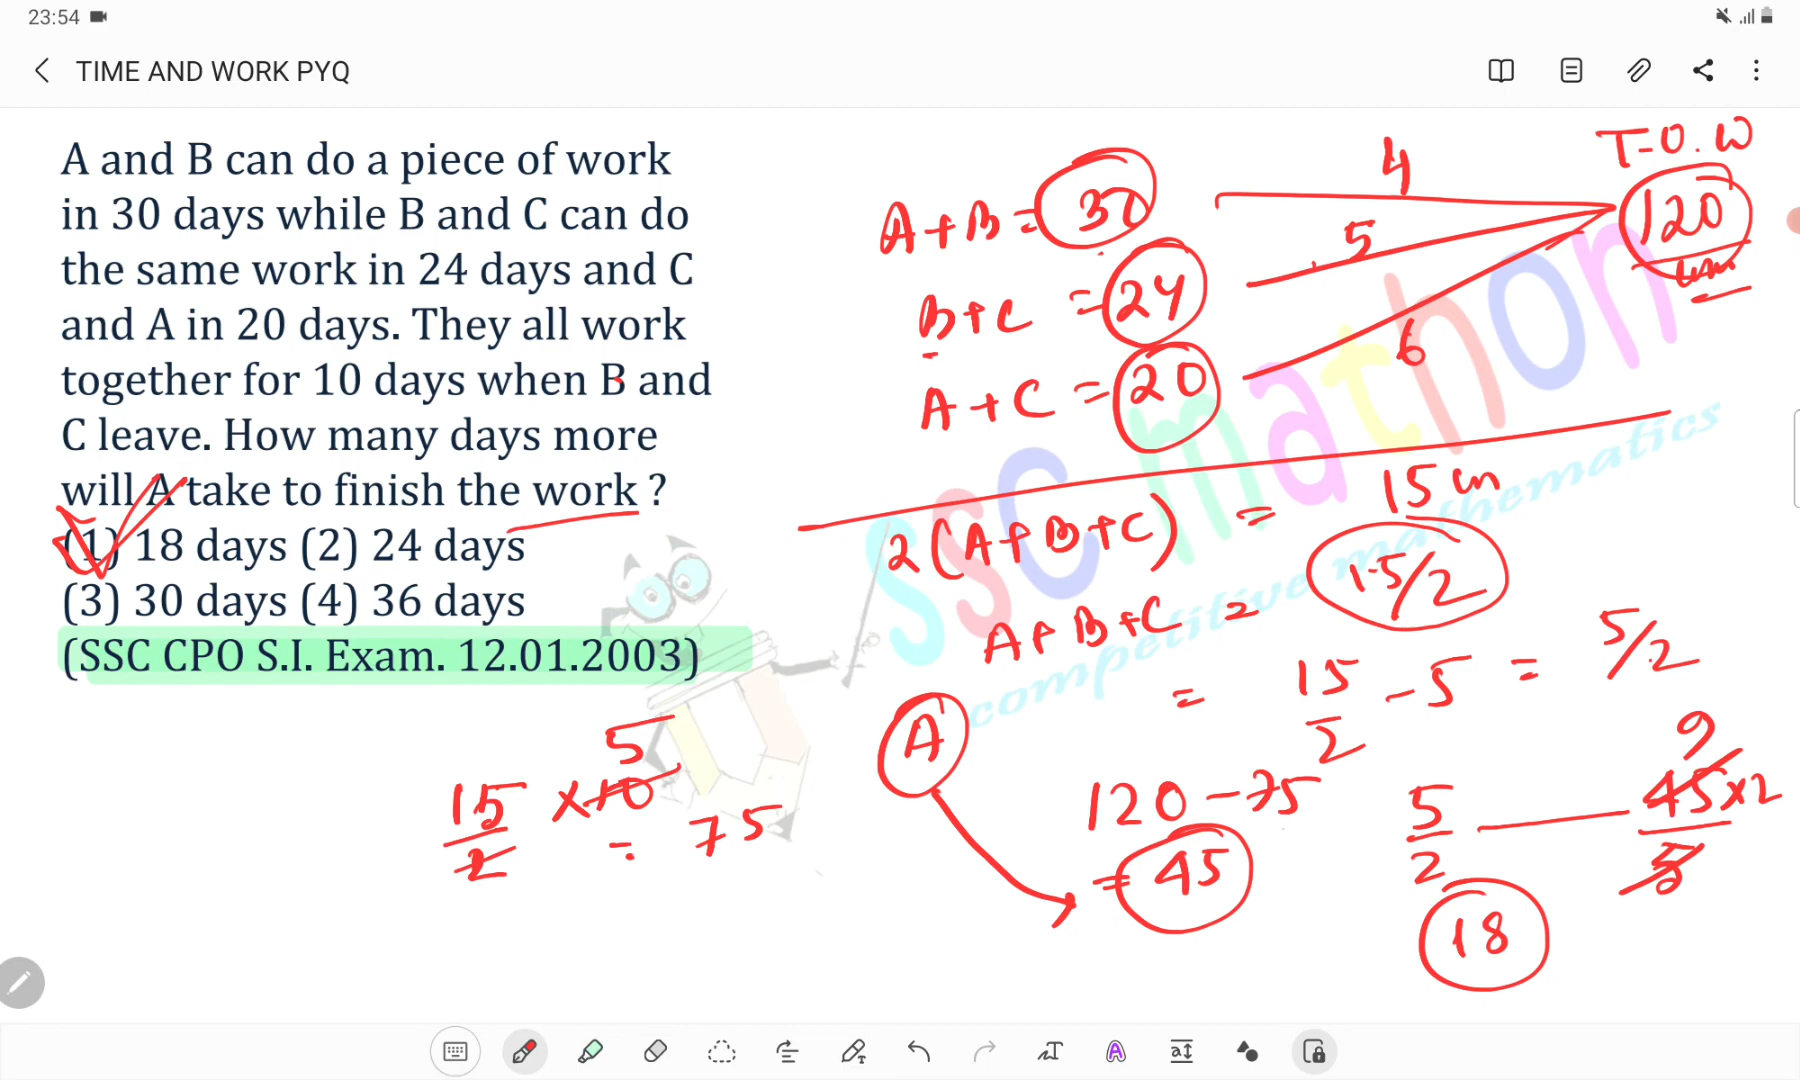 23:54
TIME AND WORK PYQ
A and B can do a piece of work
in 30 days while B and C can do
the same work in 24 days and C
and A in 20 days. They all work
together for 10 days when B and
C leave. How many days more
will A take to finish the work ?
(1) 18 days (2) 24 days
(3) 30 days (4) 36 days
(SSC CPO S.I. Exam. 12.01.2003)
T=O.W
A+B = 30 4 120
B+C = 24 5
A+C = 20 6
2(A+B+C) = 15
A+B+C = 15/2
A = 15/2 - 5 = 5/2
15/2 ×10 5 = 75
120 - 75
= 45
5/2 45×2/5 9
18
SSC mathon
competitive mathematics